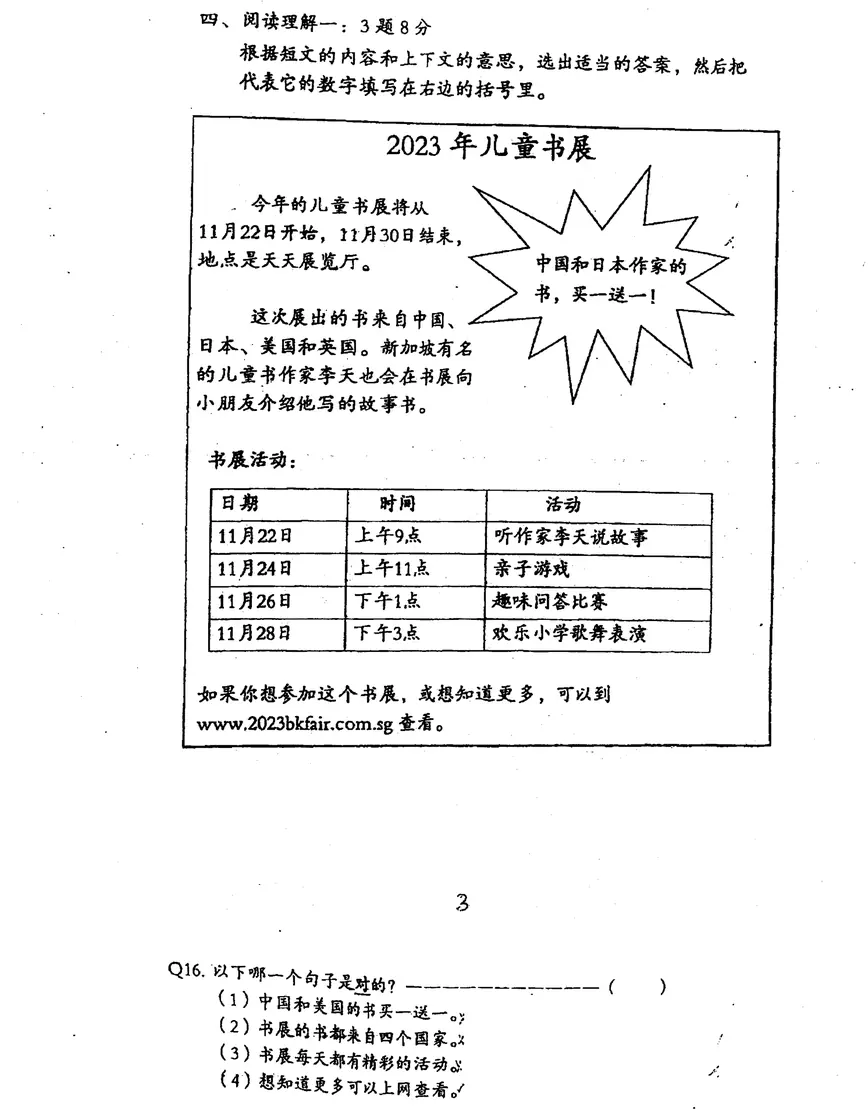 四、阅读理解一：3题8分
根据短文的内容和上下文的意思，选出适当的答案，然后把
代表它的数字填写在右边的括号里。
2023年儿童书展
今年的儿童书展将从
11月22日开始，11月30日结束，
地点是天天展览厅。
中国和日本作家的
书，买一送一！
这次展出的书来自中国、
日本、美国和英国。新加坡有名
的儿童书作家李天也会在书展向
小朋友介绍他写的故事书。
书展活动：
日期 时间 活动
11月22日 上午9点 听作家李天说故事
11月24日 上午11点 亲子游戏
11月26日 下午1点 趣味问答比赛
11月28日 下午3点 欢乐小学歌舞表演
如果你想参加这个书展，或想知道更多，可以到
www.2023bkfair.com.sg 查看。
3
Q16. 以下哪一个句子是对的？ ____________ （ ）
（1）中国和美国的书买一送一。x
（2）书展的书都来自四个国家。x
（3）书展每天都有精彩的活动。x
（4）想知道更多可以上网查看。✓